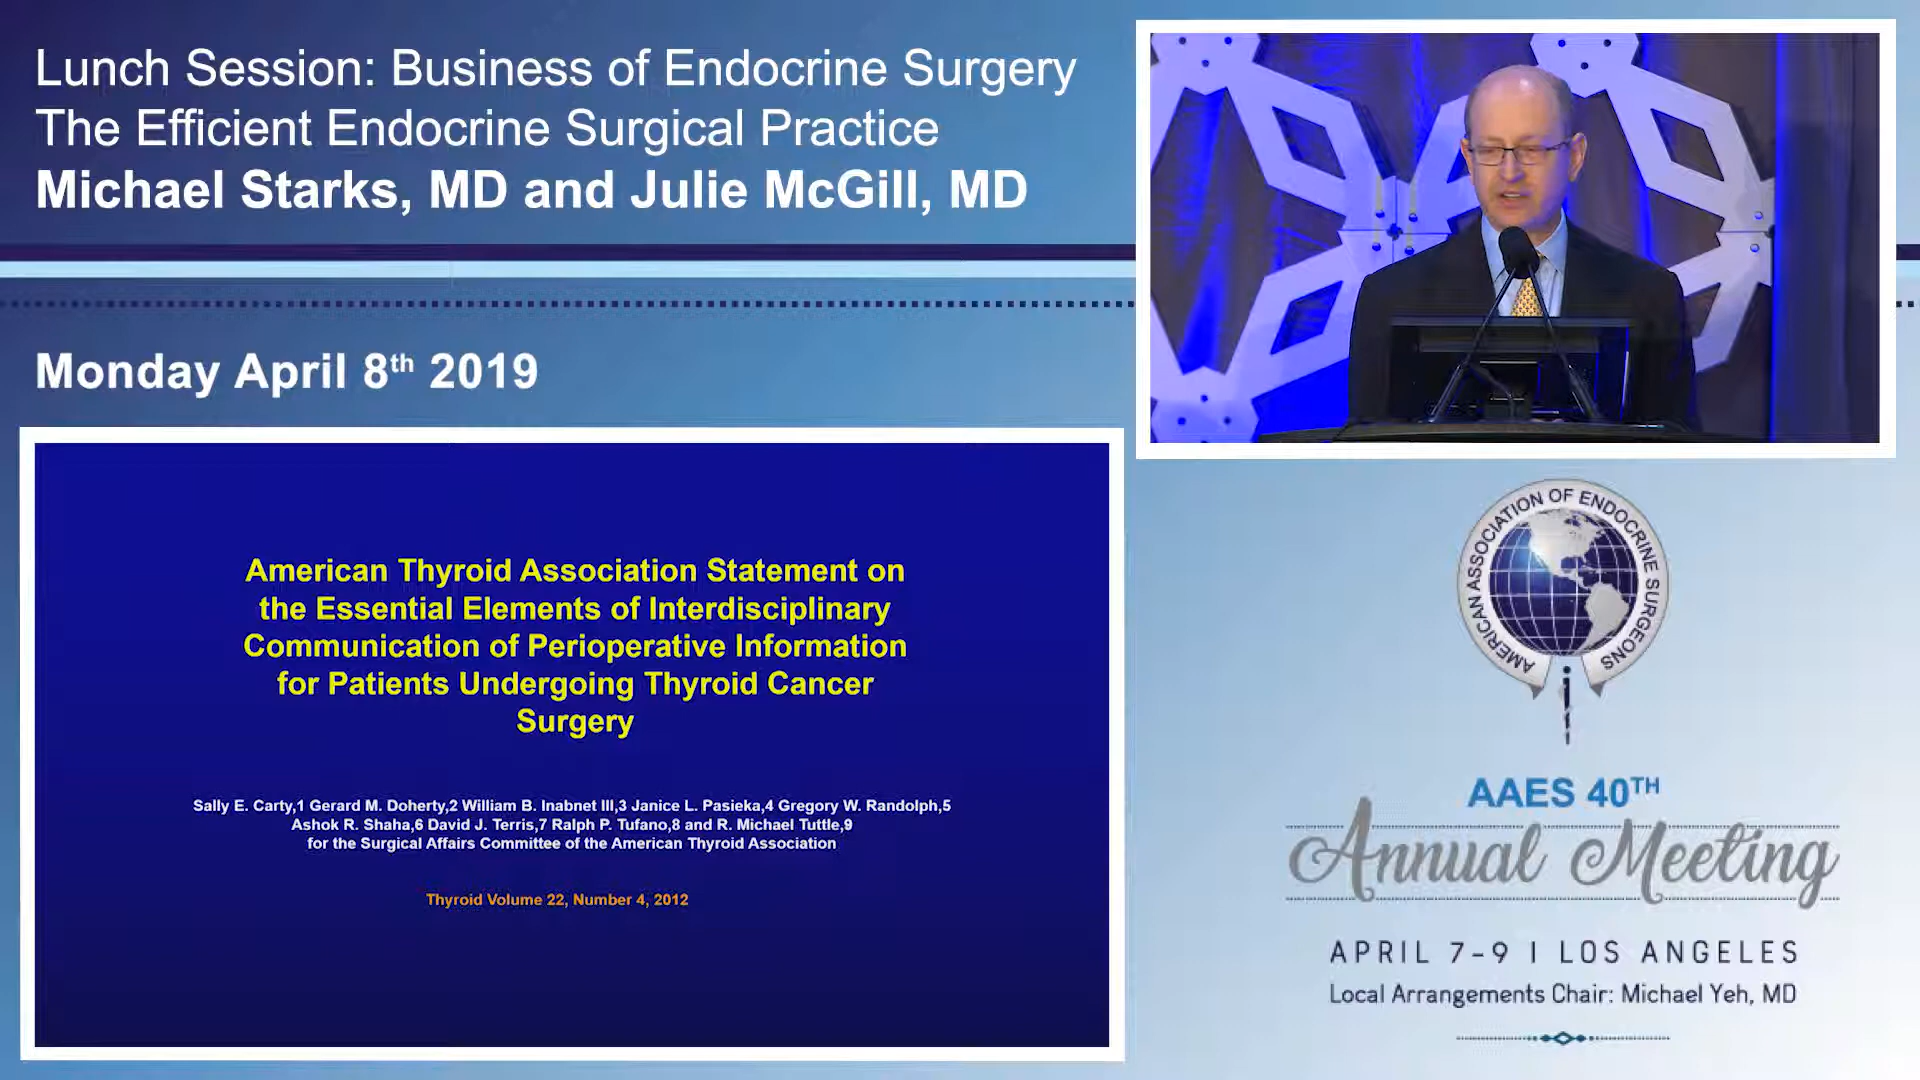 Lunch Session: Business of Endocrine Surgery
The Efficient Endocrine Surgical Practice
Michael Starks, MD and Julie McGill, MD
Monday April 8th 2019
American Thyroid Association Statement on
the Essential Elements of Interdisciplinary
Communication of Perioperative Information
for Patients Undergoing Thyroid Cancer
Surgery
Sally E. Carty,1 Gerard M. Doherty,2 William B. Inabnet III,3 Janice L. Pasieka,4 Gregory W. Randolph,5
Ashok R. Shaha,6 David J. Terris,7 Ralph P. Tufano,8 and R. Michael Tuttle,9
for the Surgical Affairs Committee of the American Thyroid Association
Thyroid Volume 22, Number 4, 2012
AMERICAN ASSOCIATION OF ENDOCRINE SURGEONS
AAES 40TH
Annual Meeting
APRIL 7-9 | LOS ANGELES
Local Arrangements Chair: Michael Yeh, MD